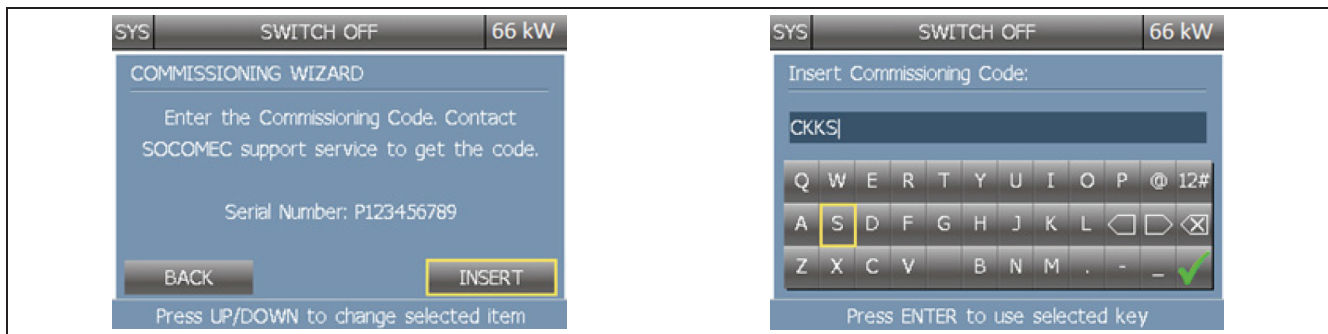 SYS SWITCH OFF 66 kW
COMMISSIONING WIZARD
Enter the Commissioning Code. Contact
SOCOMEC support service to get the code.
Serial Number: P123456789
BACK INSERT
Press UP/DOWN to change selected item
SYS SWITCH OFF 66 kW
Insert Commissioning Code:
CKKS
Q W E R T Y U I O P @ 12#
A S D F G H J K L
Z X C V B N M . - _
Press ENTER to use selected key